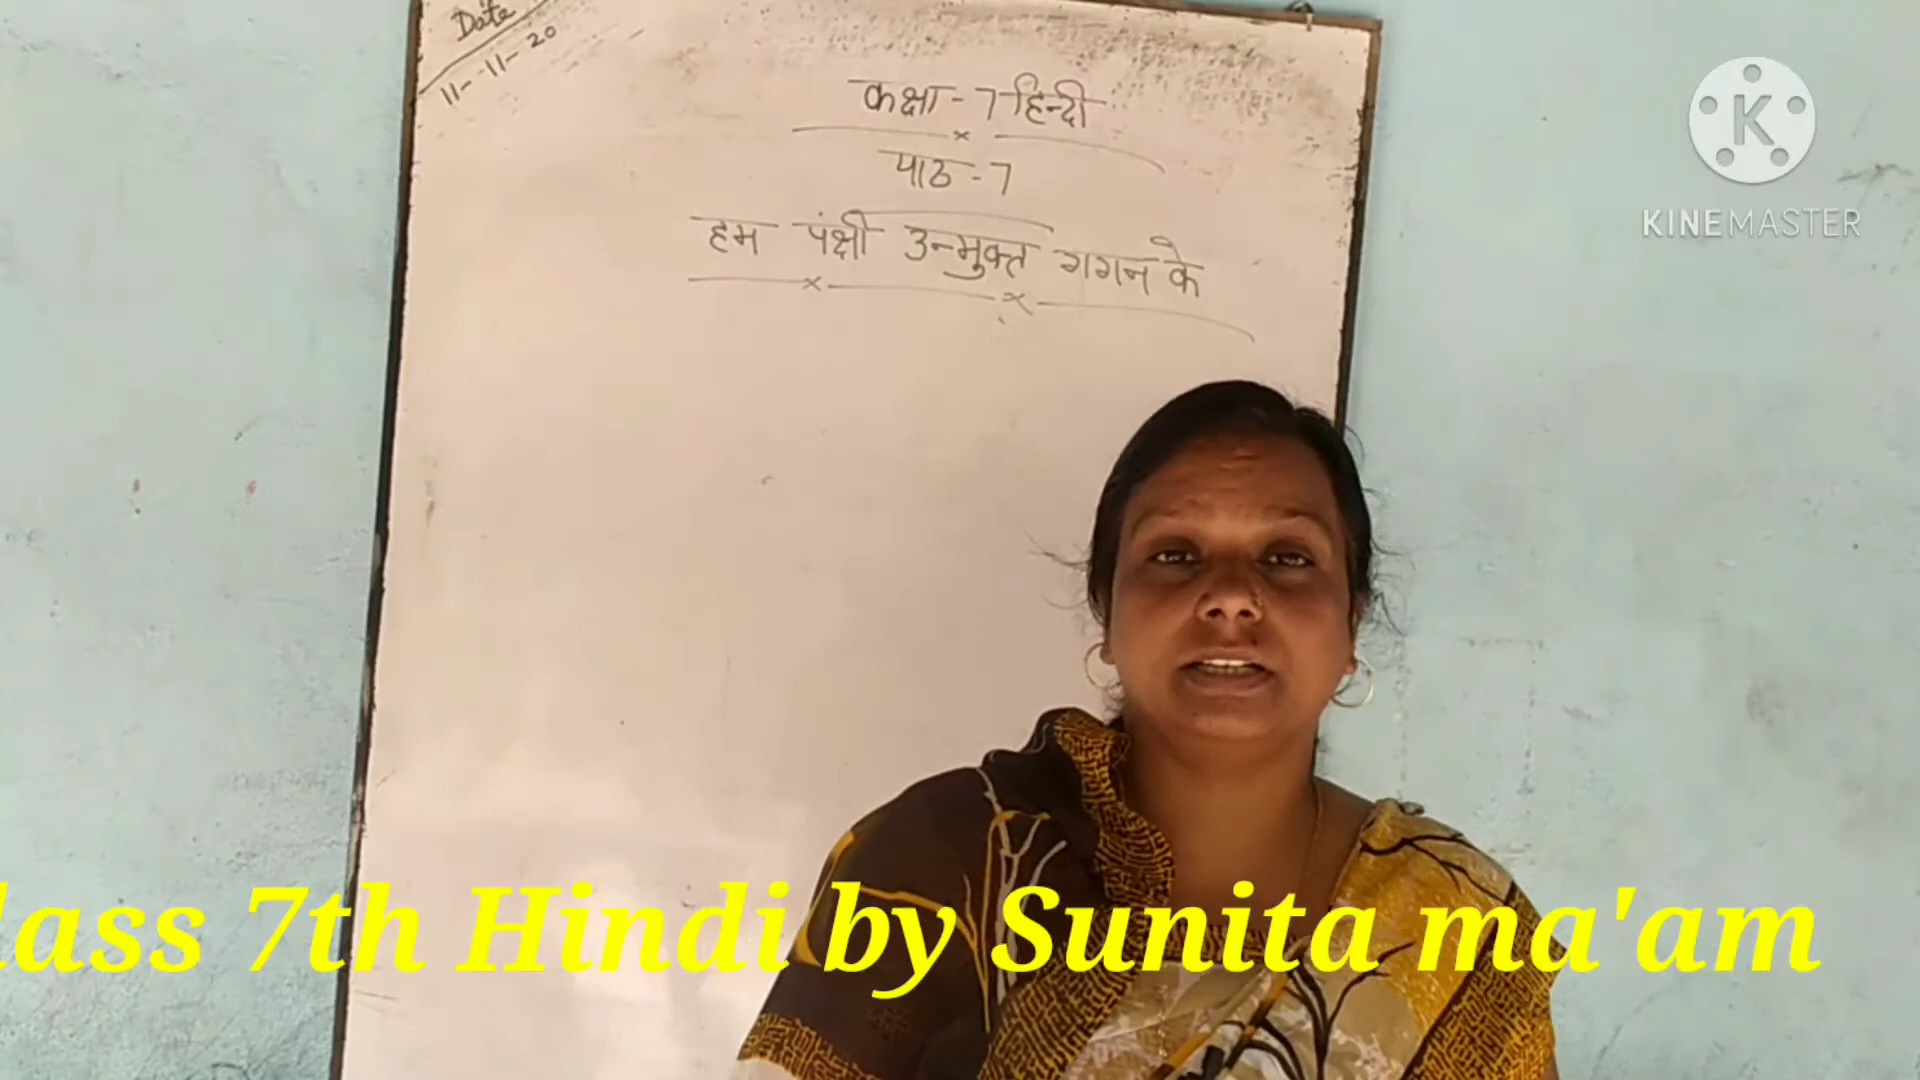 Date
11-11-20
कक्षा - 7 हिन्दी
पाठ - 7
हम पंक्षी उन्मुक्त गगन के
K
KINEMASTER
lass 7th Hindi by Sunita ma'am